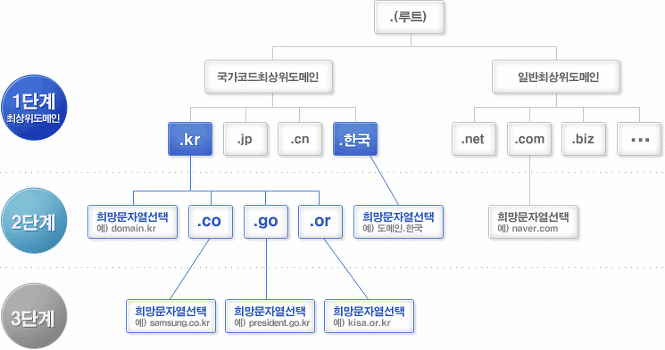 .(루트)
국가코드최상위도메인
일반최상위도메인
1단계
최상위도메인
.kr
.jp
.cn
.한국
.net
.com
.biz
...
2단계
희망문자열선택
예) domain.kr
.co
.go
.or
희망문자열선택
예) 도메인.한국
희망문자열선택
예) naver.com
3단계
희망문자열선택
예) samsung.co.kr
희망문자열선택
예) president.go.kr
희망문자열선택
예) kisa.or.kr